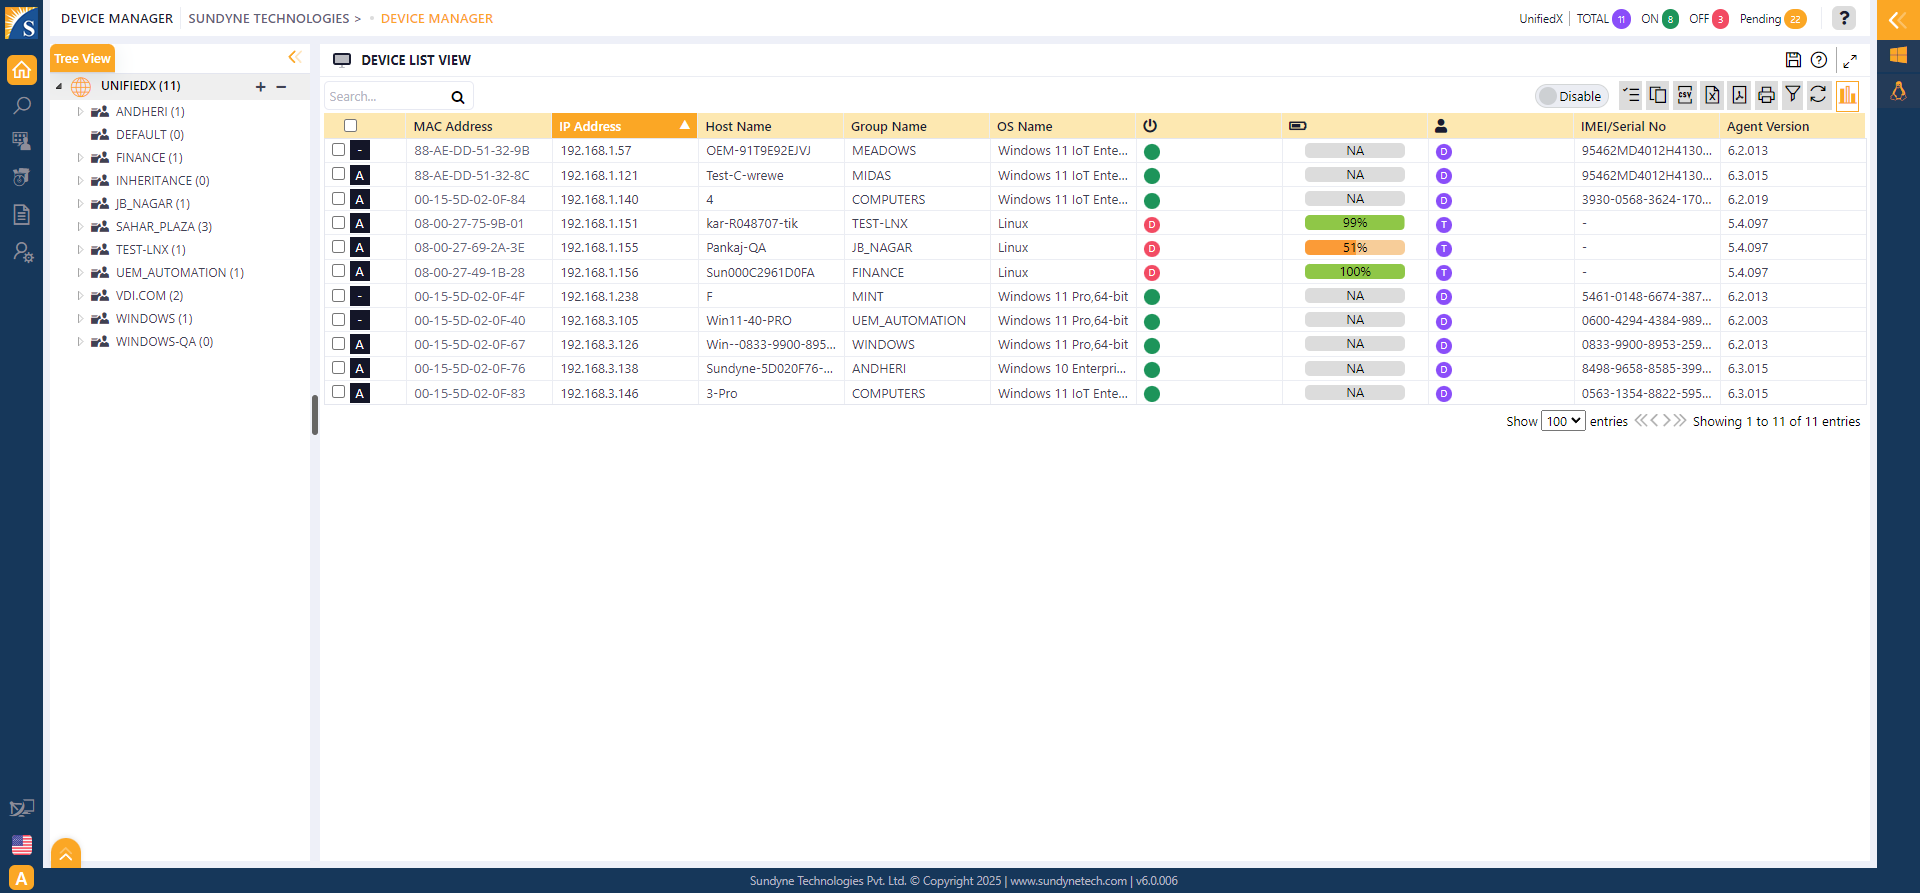 DEVICE MANAGER SUNDYNE TECHNOLOGIES > • DEVICE MANAGER UnifiedX TOTAL 11 ON 8 OFF 3 Pending 22 ?
S
Tree View
UNIFIEDX (11) + −
ANDHERI (1)
DEFAULT (0)
FINANCE (1)
INHERITANCE (0)
JB_NAGAR (1)
SAHAR_PLAZA (3)
TEST-LNX (1)
UEM_AUTOMATION (1)
VDI.COM (2)
WINDOWS (1)
WINDOWS-QA (0)
A
DEVICE LIST VIEW
Search... Disable CSV
MAC Address IP Address Host Name Group Name OS Name IMEI/Serial No Agent Version
- 88-AE-DD-51-32-9B 192.168.1.57 OEM-91T9E92EJVJ MEADOWS Windows 11 IoT Ente... NA D 95462MD4012H4130... 6.2.013
A 88-AE-DD-51-32-8C 192.168.1.121 Test-C-wrewe MIDAS Windows 11 IoT Ente... NA D 95462MD4012H4130... 6.3.015
A 00-15-5D-02-0F-84 192.168.1.140 4 COMPUTERS Windows 11 IoT Ente... NA D 3930-0568-3624-170... 6.2.019
A 08-00-27-75-9B-01 192.168.1.151 kar-R048707-tik TEST-LNX Linux D 99% T - 5.4.097
A 08-00-27-69-2A-3E 192.168.1.155 Pankaj-QA JB_NAGAR Linux D 51% T - 5.4.097
A 08-00-27-49-1B-28 192.168.1.156 Sun000C2961D0FA FINANCE Linux D 100% T - 5.4.097
- 00-15-5D-02-0F-4F 192.168.1.238 F MINT Windows 11 Pro,64-bit NA D 5461-0148-6674-387... 6.2.013
- 00-15-5D-02-0F-40 192.168.3.105 Win11-40-PRO UEM_AUTOMATION Windows 11 Pro,64-bit NA D 0600-4294-4384-989... 6.2.003
A 00-15-5D-02-0F-67 192.168.3.126 Win--0833-9900-895... WINDOWS Windows 11 Pro,64-bit NA D 0833-9900-8953-259... 6.2.013
A 00-15-5D-02-0F-76 192.168.3.138 Sundyne-5D020F76-... ANDHERI Windows 10 Enterpri... NA D 8498-9658-8585-399... 6.3.015
A 00-15-5D-02-0F-83 192.168.3.146 3-Pro COMPUTERS Windows 11 IoT Ente... NA D 0563-1354-8822-595... 6.3.015
Show 100 entries Showing 1 to 11 of 11 entries
Sundyne Technologies Pvt. Ltd. © Copyright 2025 | www.sundynetech.com | v6.0.006